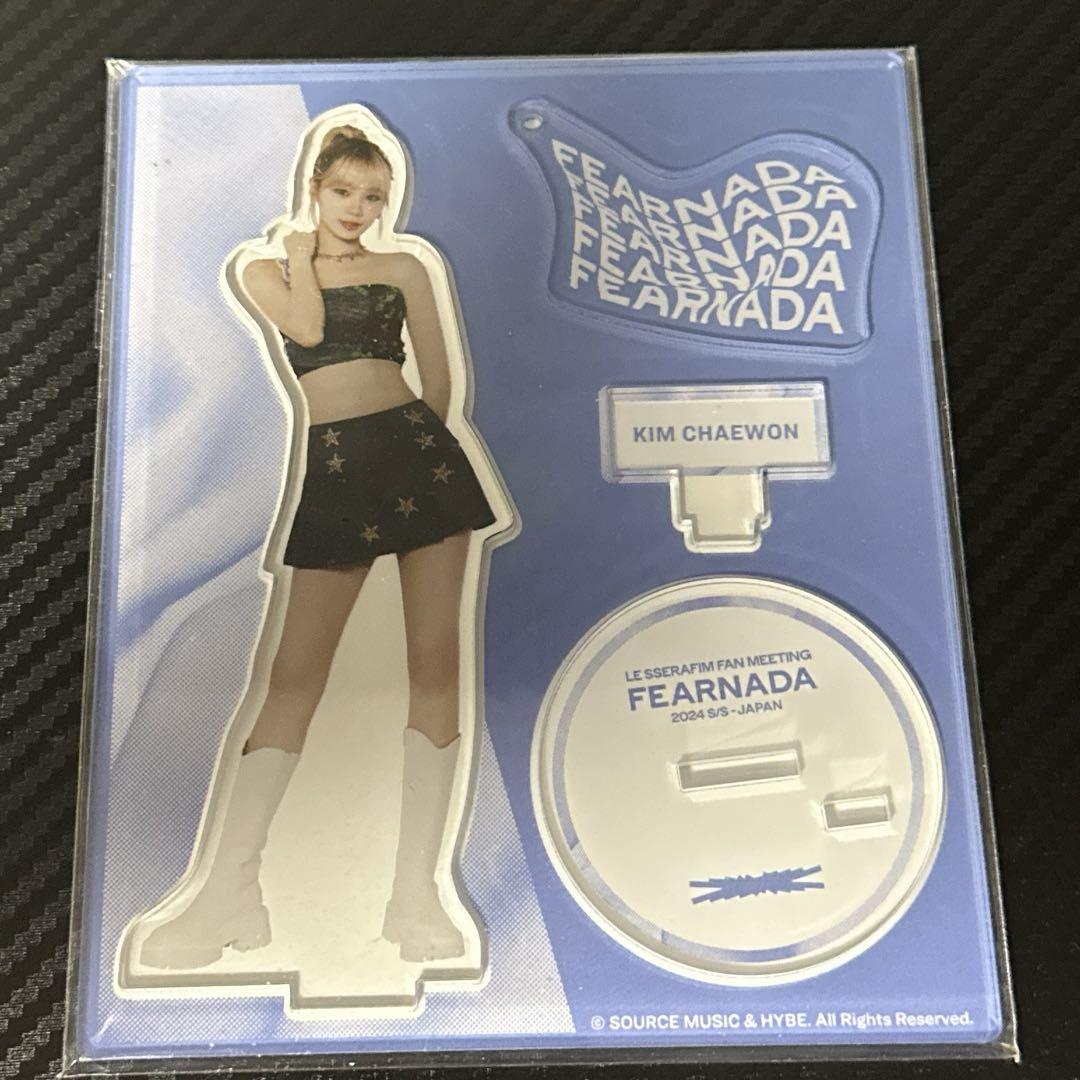 FEARNADA
FEARNADA
FEARNADA
FEARNADA
FEARNADA
KIM CHAEWON
LE SSERAFIM FAN MEETING
FEARNADA
2024 S/S - JAPAN
© SOURCE MUSIC & HYBE. All Rights Reserved.